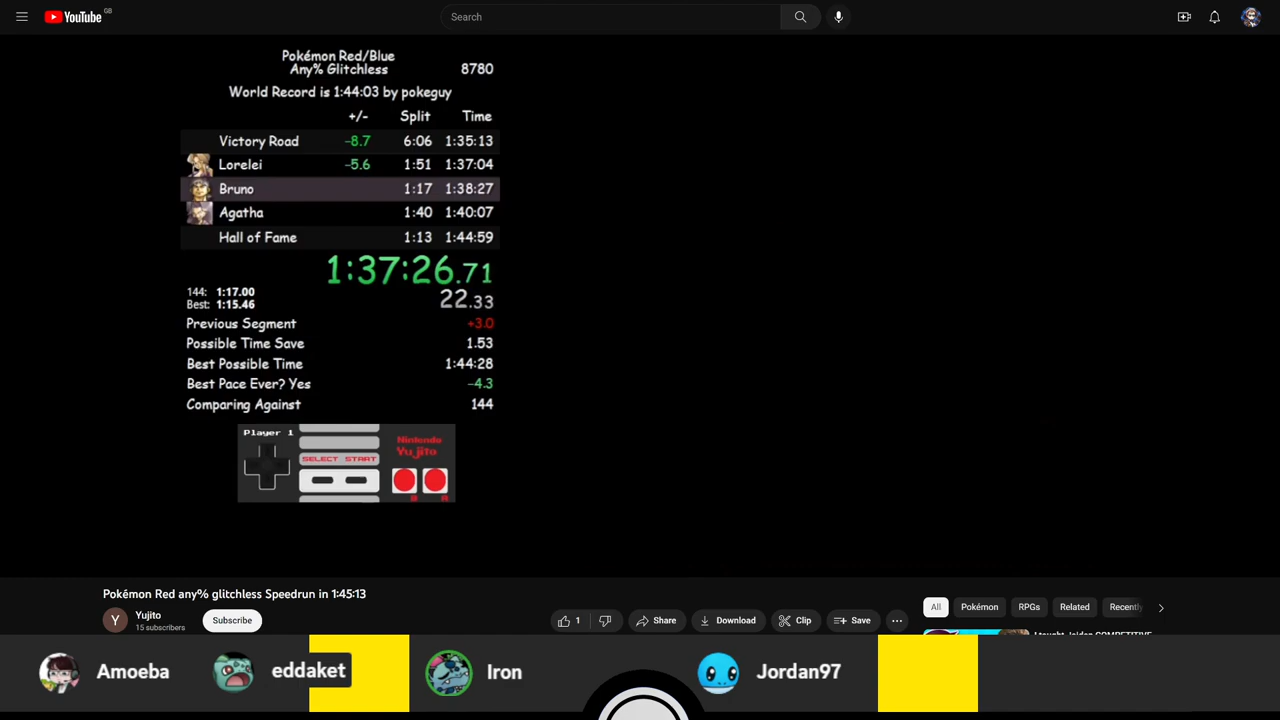 YouTube GB
Search
Pokémon Red/Blue
Any% Glitchless 8780
World Record is 1:44:03 by pokeguy
+/- Split Time
Victory Road -8.7 6:06 1:35:13
Lorelei -5.6 1:51 1:37:04
Bruno 1:17 1:38:27
Agatha 1:40 1:40:07
Hall of Fame 1:13 1:44:59
1:37:26.71
144: 1:17.00
Best: 1:15.46
22.33
Previous Segment +3.0
Possible Time Save 1.53
Best Possible Time 1:44:28
Best Pace Ever? Yes -4.3
Comparing Against 144
Player 1
SELECT START
Nintendo
Yujito
B A
Pokémon Red any% glitchless Speedrun in 1:45:13
Y
Yujito
15 subscribers
Subscribe
1
Share
Download
Clip
Save
All
Pokémon
RPGs
Related
Recently
Amoeba
eddaket
Iron
Jordan97